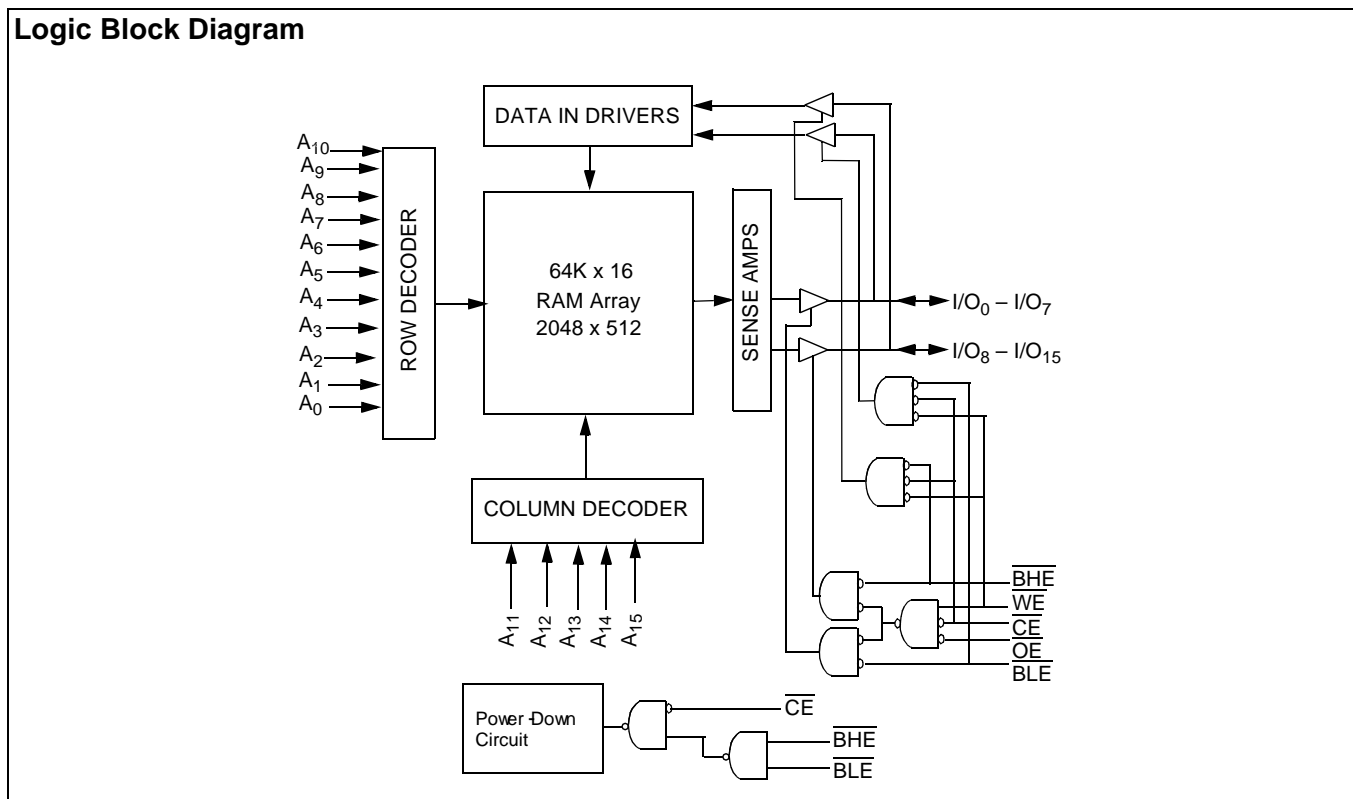 Logic Block Diagram
DATA IN DRIVERS
A10
A9
A8
A7
A6
A5
A4
A3
A2
A1
A0
ROW DECODER
64K x 16
RAM Array
2048 x 512
SENSE AMPS
I/O0 – I/O7
I/O8 – I/O15
COLUMN DECODER
A11
A12
A13
A14
A15
BHE
WE
CE
OE
BLE
Power -Down
Circuit
CE
BHE
BLE